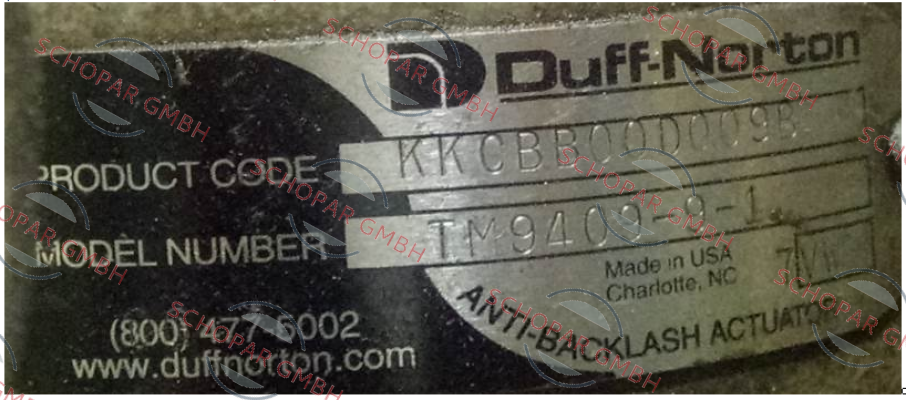 Duff-Norton
PRODUCT CODE KKCBB00D009B
MODEL NUMBER TM9409-9-1
Made in USA
Charlotte, NC
ANTI-BACKLASH ACTUATO
(800) 477-5002
www.duffnorton.com
SCHOPAR GMBH